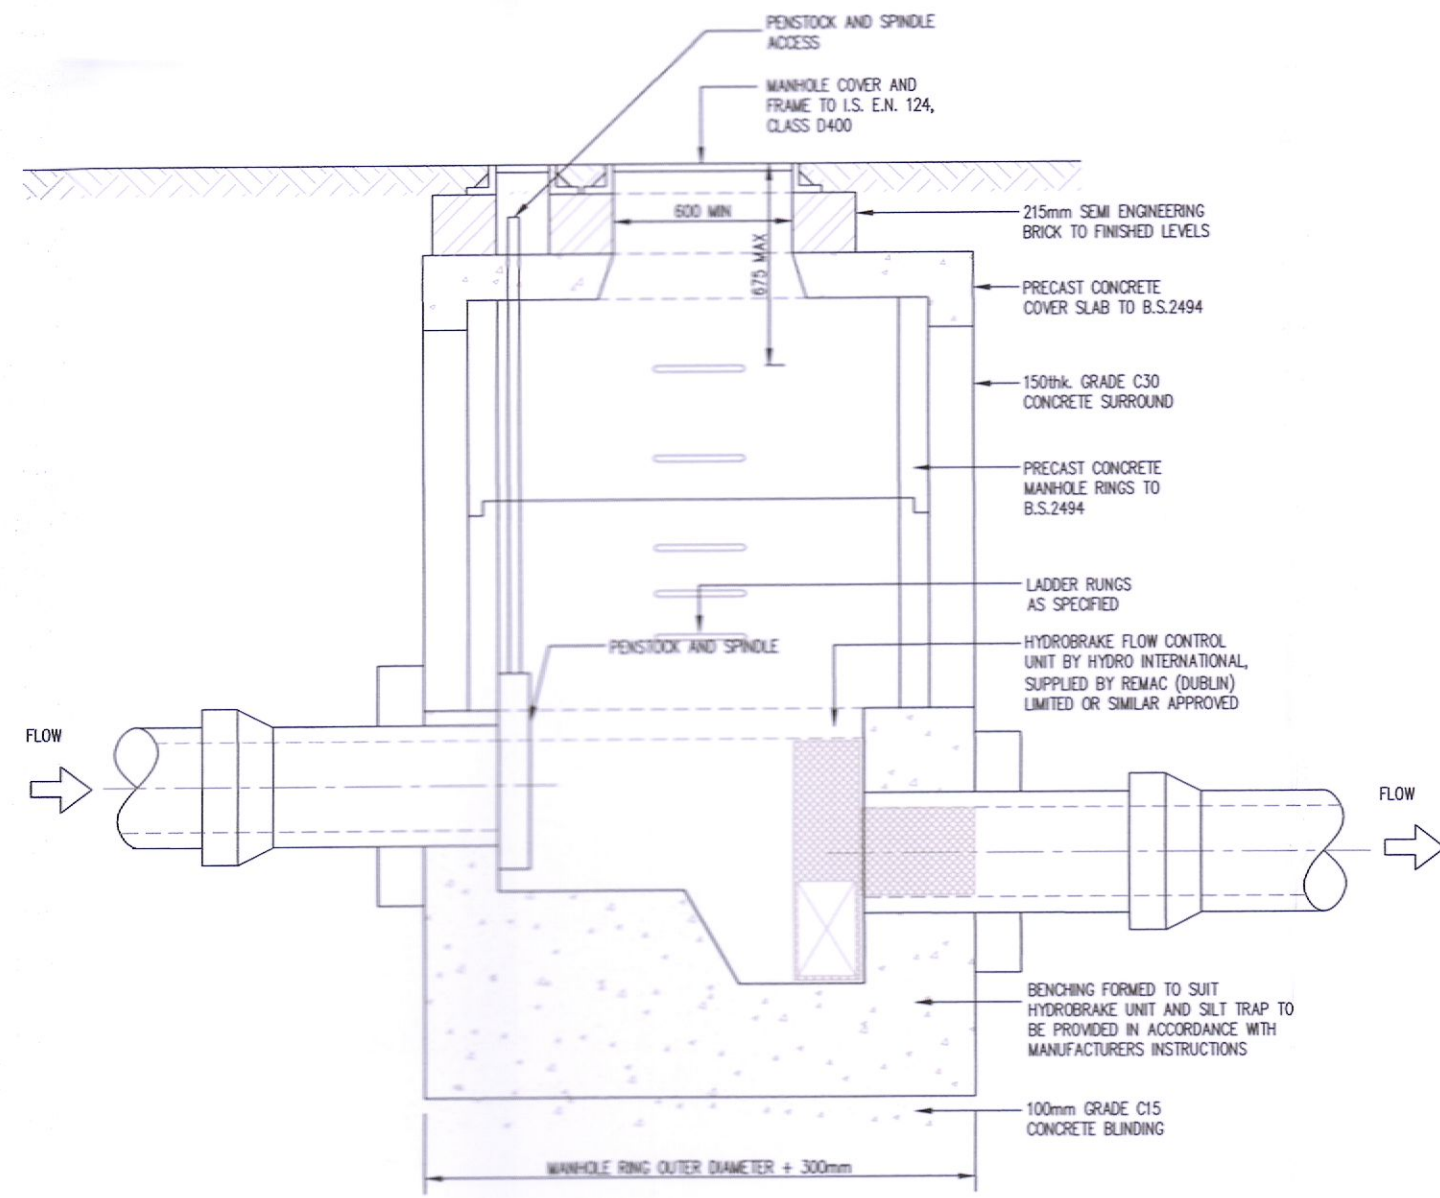 PENSTOCK AND SPINDLE
ACCESS
MANHOLE COVER AND
FRAME TO I.S. E.N. 124,
CLASS D400
600 MIN
675 MAX
215mm SEMI ENGINEERING
BRICK TO FINISHED LEVELS
PRECAST CONCRETE
COVER SLAB TO B.S.2494
150thk. GRADE C30
CONCRETE SURROUND
PRECAST CONCRETE
MANHOLE RINGS TO
B.S.2494
LADDER RUNGS
AS SPECIFIED
PENSTOCK AND SPINDLE
HYDROBRAKE FLOW CONTROL
UNIT BY HYDRO INTERNATIONAL,
SUPPLIED BY REMAC (DUBLIN)
LIMITED OR SIMILAR APPROVED
FLOW
FLOW
BENCHING FORMED TO SUIT
HYDROBRAKE UNIT AND SILT TRAP TO
BE PROVIDED IN ACCORDANCE WITH
MANUFACTURERS INSTRUCTIONS
100mm GRADE C15
CONCRETE BLINDING
MANHOLE RING OUTER DIAMETER + 300mm